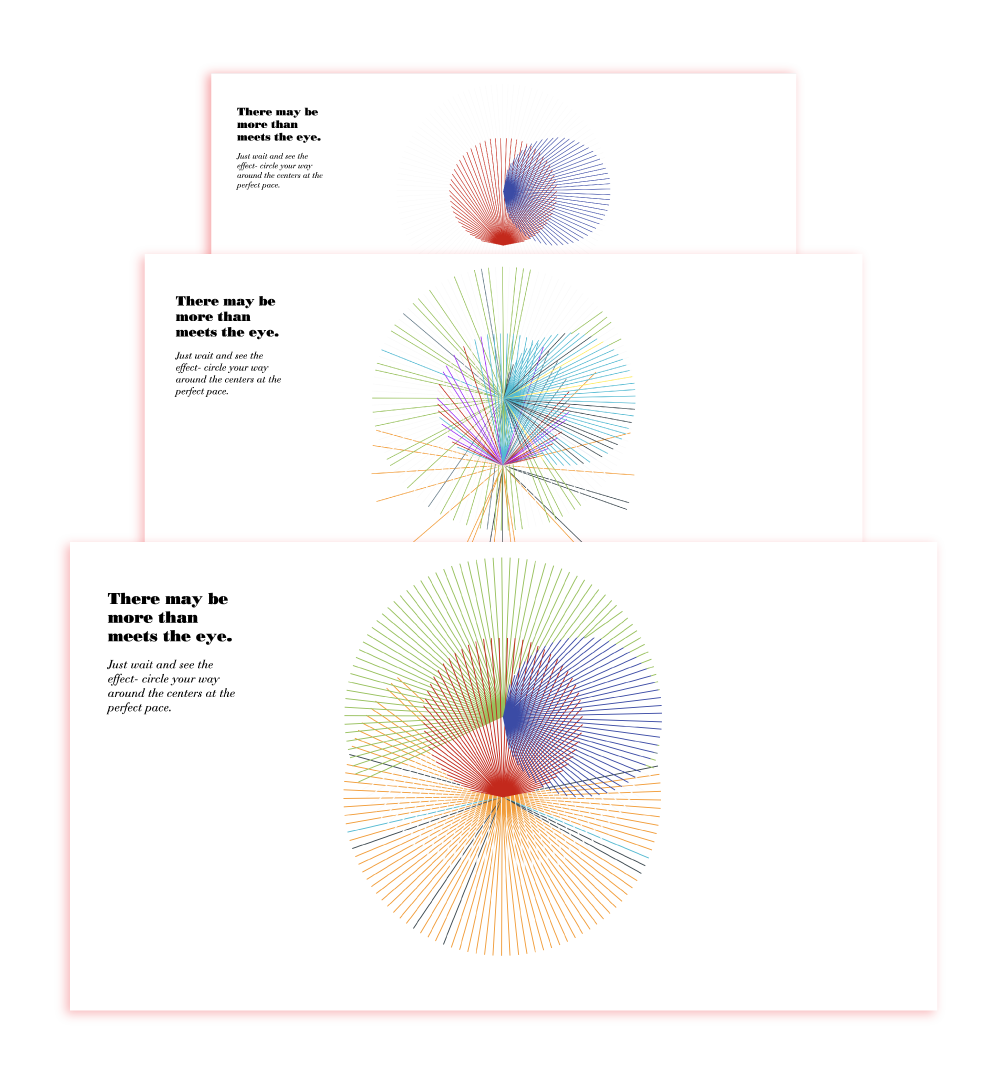 There may be
more than
meets the eye.
Just wait and see the
effect- circle your way
around the centers at the
perfect pace.
There may be
more than
meets the eye.
Just wait and see the
effect- circle your way
around the centers at the
perfect pace.
There may be
more than
meets the eye.
Just wait and see the
effect- circle your way
around the centers at the
perfect pace.